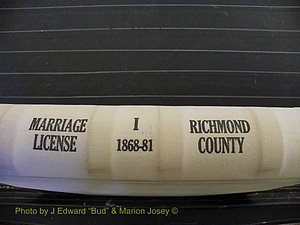 MARRIAGE
LICENSE
I
1868-81
RICHMOND
COUNTY
Photo by J Edward "Bud" & Marion Josey ©